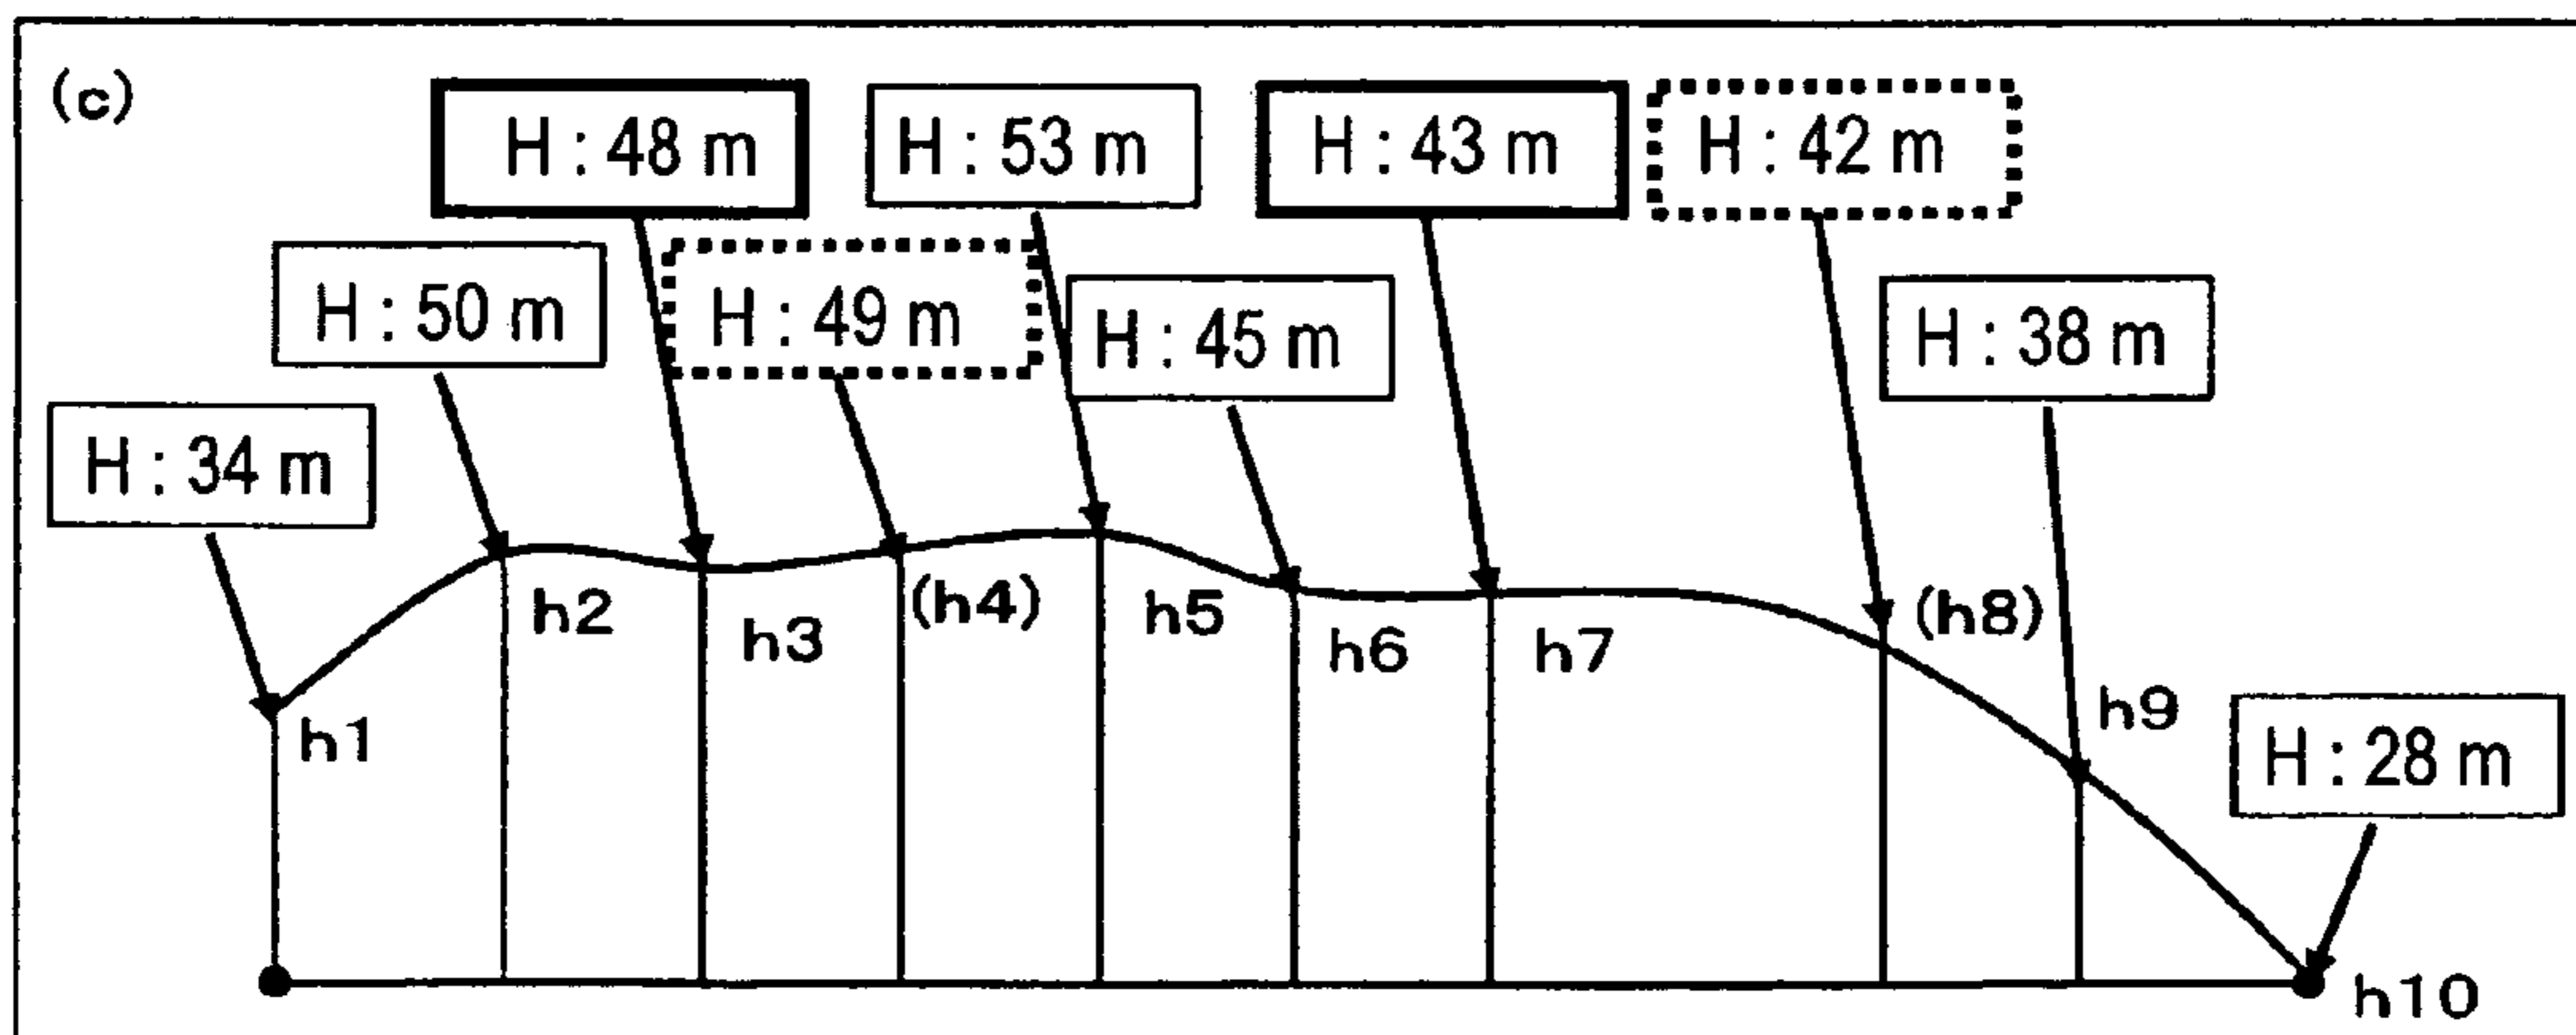 (c)
H : 48 m
H : 53 m
H : 43 m
H : 42 m
H : 50 m
H : 49 m
H : 45 m
H : 38 m
H : 34 m
h1
h2
h3
(h4)
h5
h6
h7
(h8)
h9
H : 28 m
h10